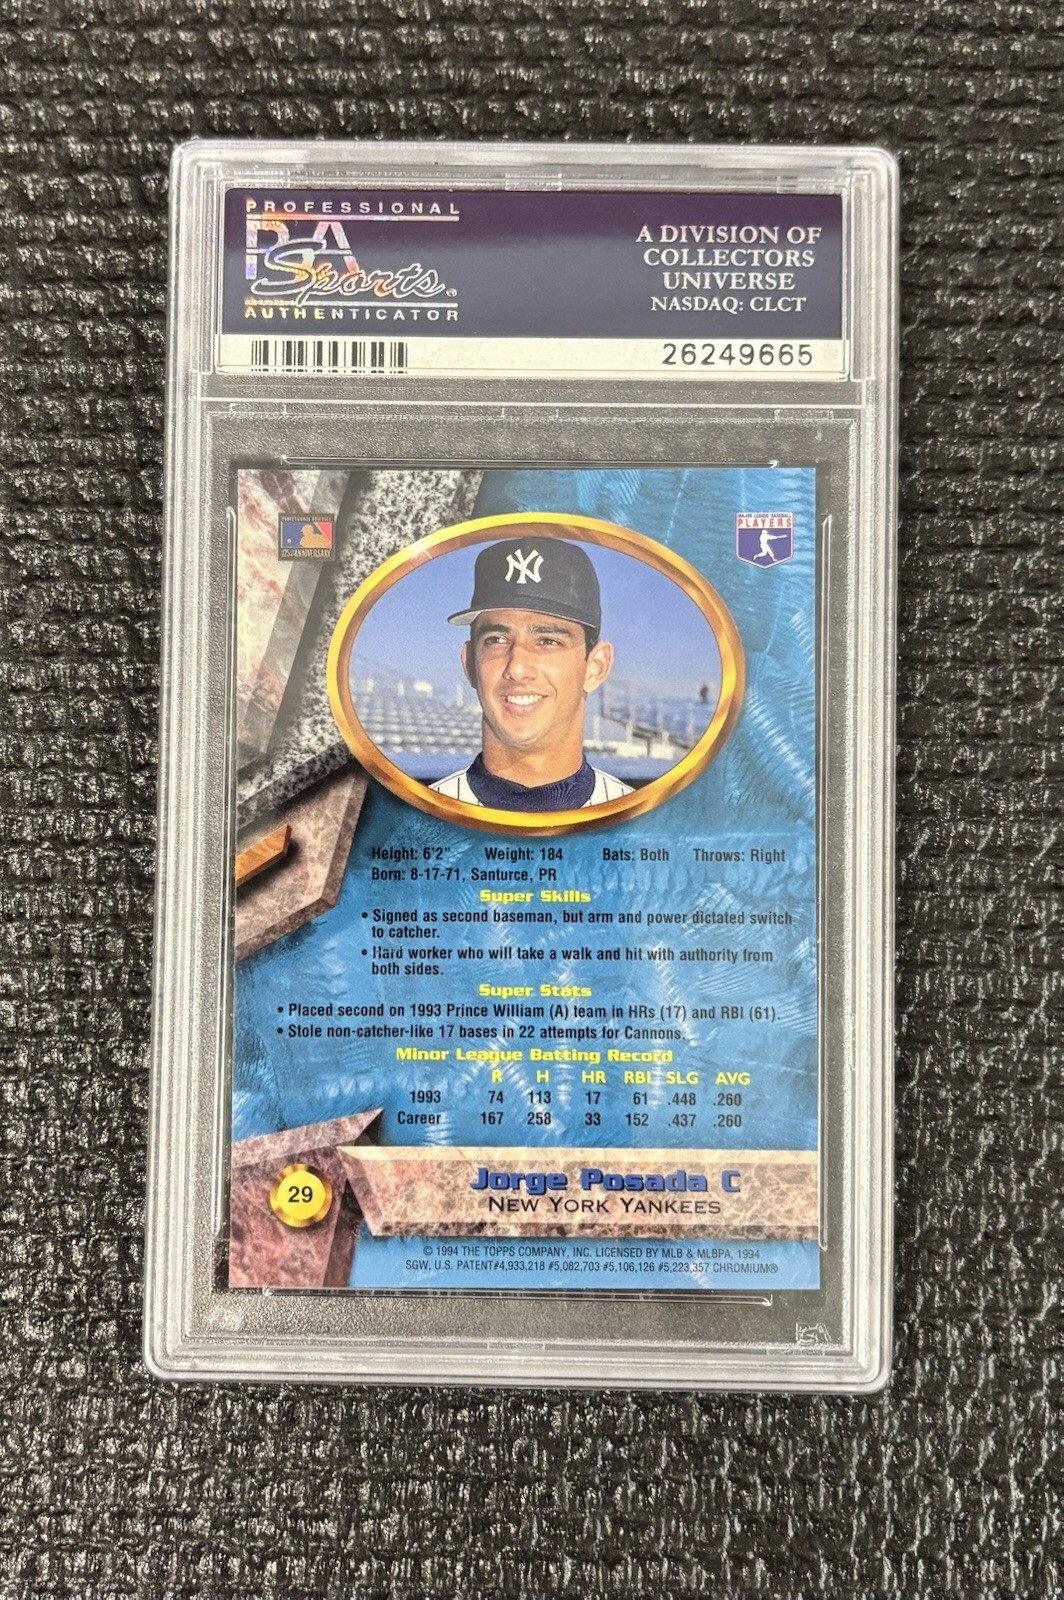 PROFESSIONAL
PSA
Sports®
AUTHENTICATOR
A DIVISION OF
COLLECTORS
UNIVERSE
NASDAQ: CLCT
26249665
125th ANNIVERSARY
MAJOR LEAGUE BASEBALL
PLAYERS
NY
Height: 6'2" Weight: 184 Bats: Both Throws: Right
Born: 8-17-71, Santurce, PR
Super Skills
• Signed as second baseman, but arm and power dictated switch
to catcher.
• Hard worker who will take a walk and hit with authority from
both sides.
Super Stats
• Placed second on 1993 Prince William (A) team in HRs (17) and RBI (61).
• Stole non-catcher-like 17 bases in 22 attempts for Cannons.
Minor League Batting Record
R H HR RBI SLG AVG
1993 74 113 17 61 .448 .260
Career 167 258 33 152 .437 .260
Jorge Posada C
29
NEW YORK YANKEES
© 1994 THE TOPPS COMPANY, INC. LICENSED BY MLB & MLBPA, 1994
SGW, U.S. PATENT#4,933,218 #5,082,703 #5,106,126 #5,223,357 CHROMIUM®
PSA